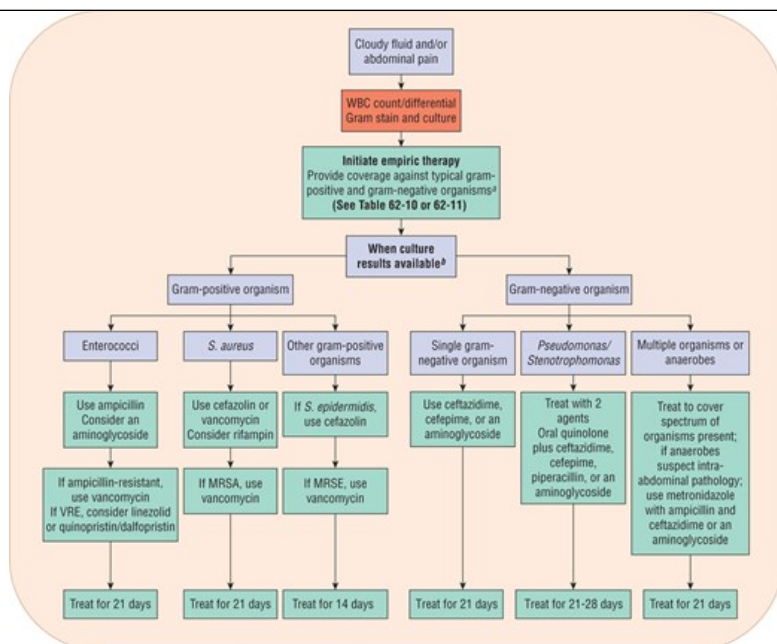 Cloudy fluid and/or
abdominal pain
WBC count/differential
Gram stain and culture
Initiate empiric therapy
Provide coverage against typical gram-
positive and gram-negative organismsᵃ
(See Table 62-10 or 62-11)
When culture
results availableᵇ
Gram-positive organism
Gram-negative organism
Enterococci
S. aureus
Other gram-positive
organisms
Single gram-
negative organism
Pseudomonas/
Stenotrophomonas
Multiple organisms or
anaerobes
Use ampicillin
Consider an
aminoglycoside
Use cefazolin or
vancomycin
Consider rifampin
If S. epidermidis,
use cefazolin
Use ceftazidime,
cefepime, or an
aminoglycoside
Treat with 2
agents
Oral quinolone
plus ceftazidime,
cefepime,
piperacillin, or an
aminoglycoside
Treat to cover
spectrum of
organisms present;
if anaerobes
suspect intra-
abdominal pathology;
use metronidazole
with ampicillin and
ceftazidime or an
aminoglycoside
If ampicillin-resistant,
use vancomycin
If VRE, consider linezolid
or quinopristin/dalfopristin
If MRSA, use
vancomycin
If MRSE, use
vancomycin
Treat for 21 days
Treat for 21 days
Treat for 14 days
Treat for 21 days
Treat for 21-28 days
Treat for 21 days